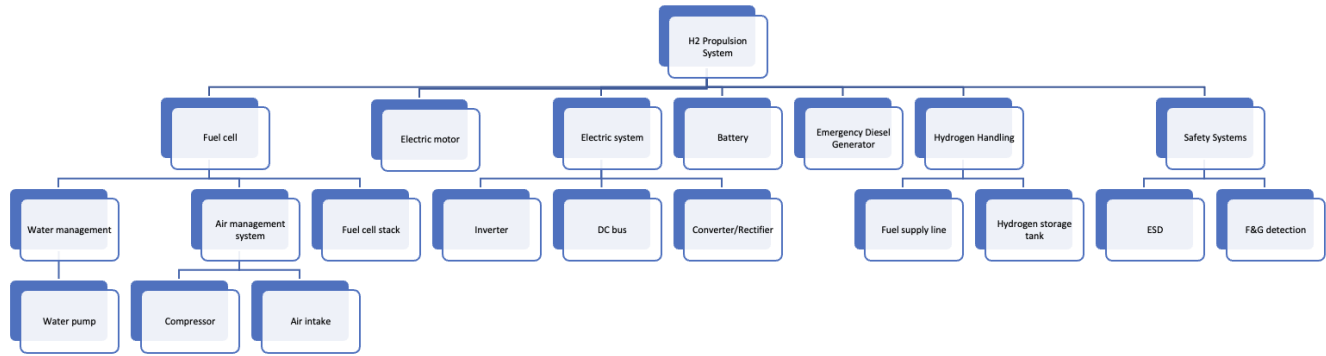 H2 Propulsion
System
Fuel cell
Electric motor
Electric system
Battery
Emergency Diesel
Generator
Hydrogen Handling
Safety Systems
Water management
Air management
system
Fuel cell stack
Inverter
DC bus
Converter/Rectifier
Fuel supply line
Hydrogen storage
tank
ESD
F&G detection
Water pump
Compressor
Air intake